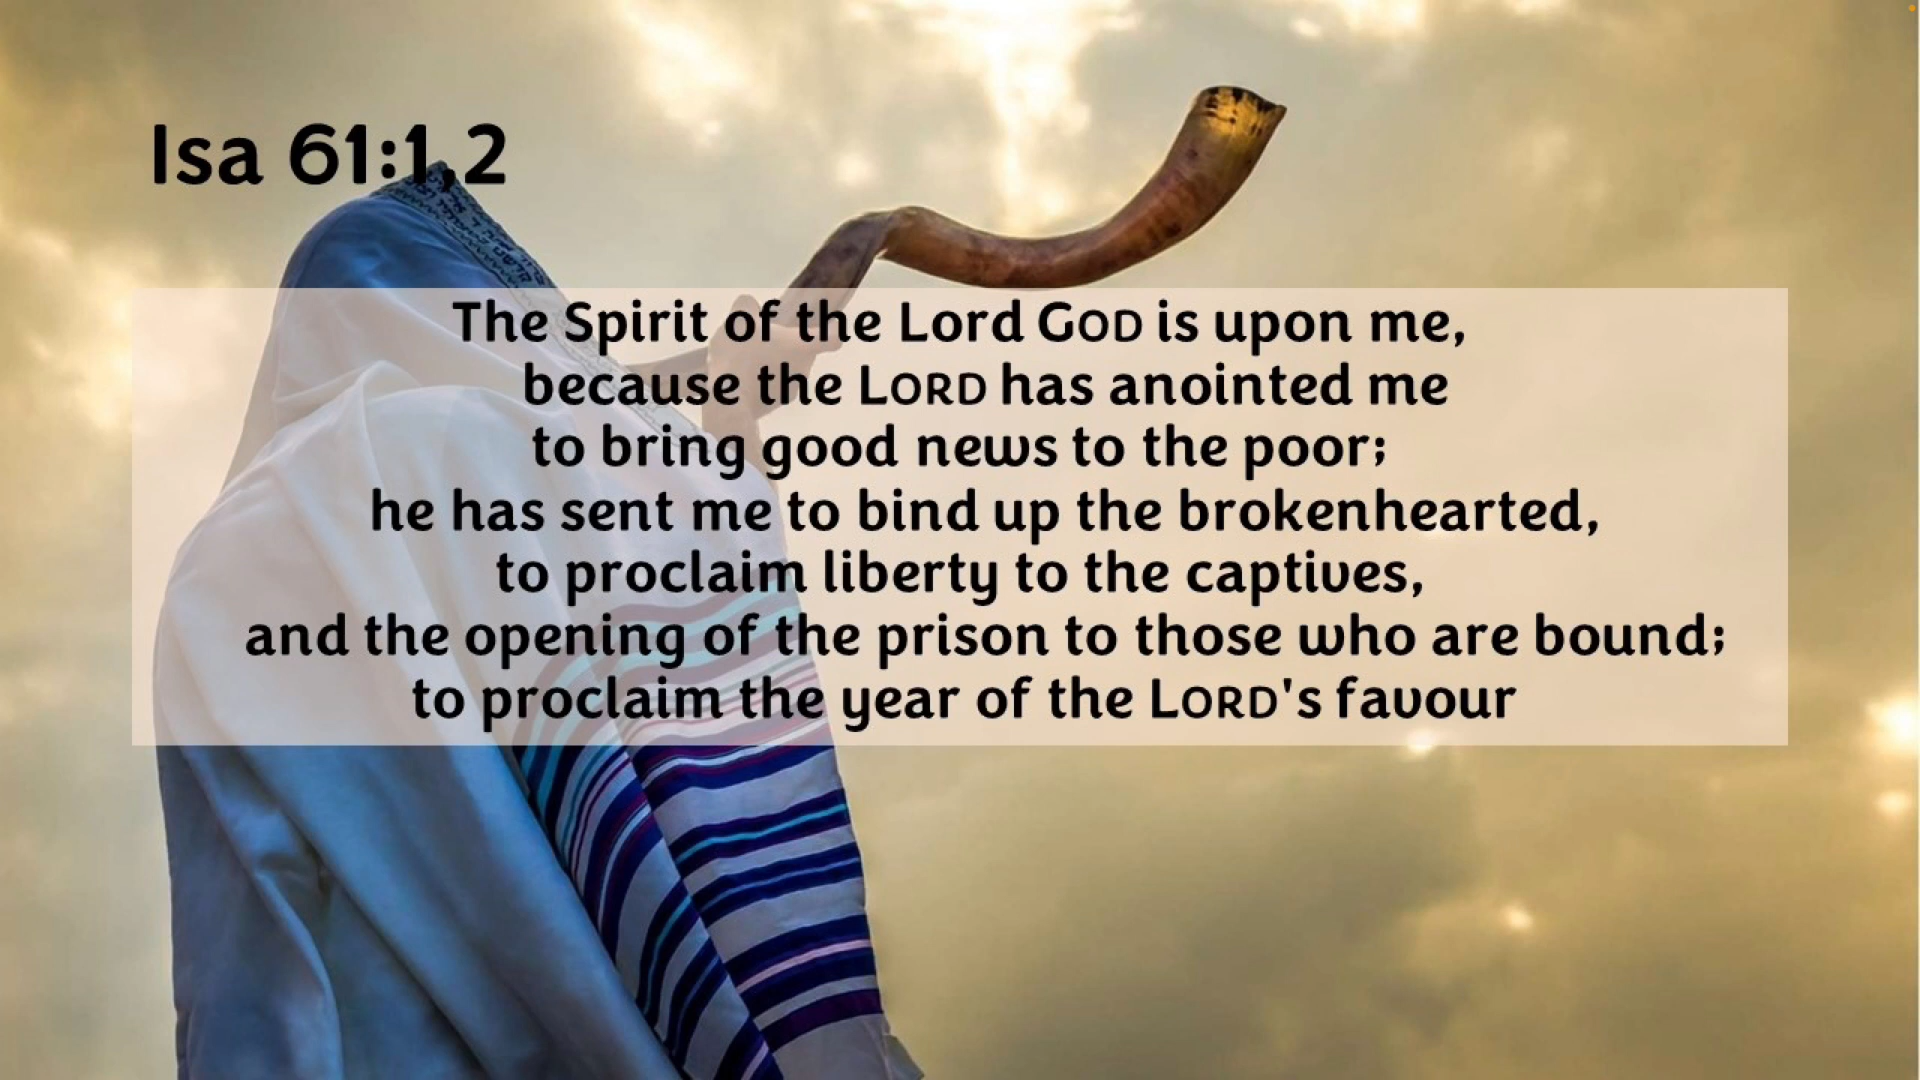 Isa 61:1,2
The Spirit of the Lord GOD is upon me,
because the LORD has anointed me
to bring good news to the poor;
he has sent me to bind up the brokenhearted,
to proclaim liberty to the captives,
and the opening of the prison to those who are bound;
to proclaim the year of the LORD's favour